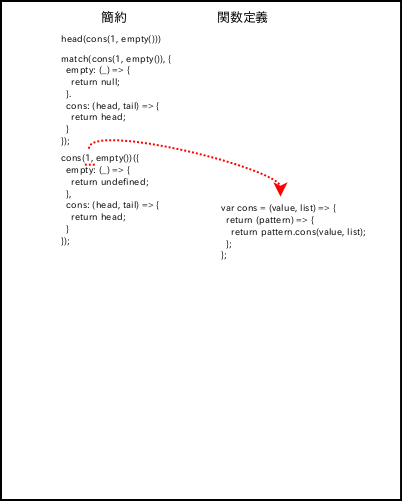 簡約
関数定義
head(cons(1, empty()))
match(cons(1, empty()), {
empty: (_) => {
return null;
}.
cons: (head, tail) => {
return head;
}
});
cons(1, empty())({
empty: (_) => {
return undefined;
},
cons: (head, tail) => {
return head;
}
});
var cons = (value, list) => {
return (pattern) => {
return pattern.cons(value, list);
};
};